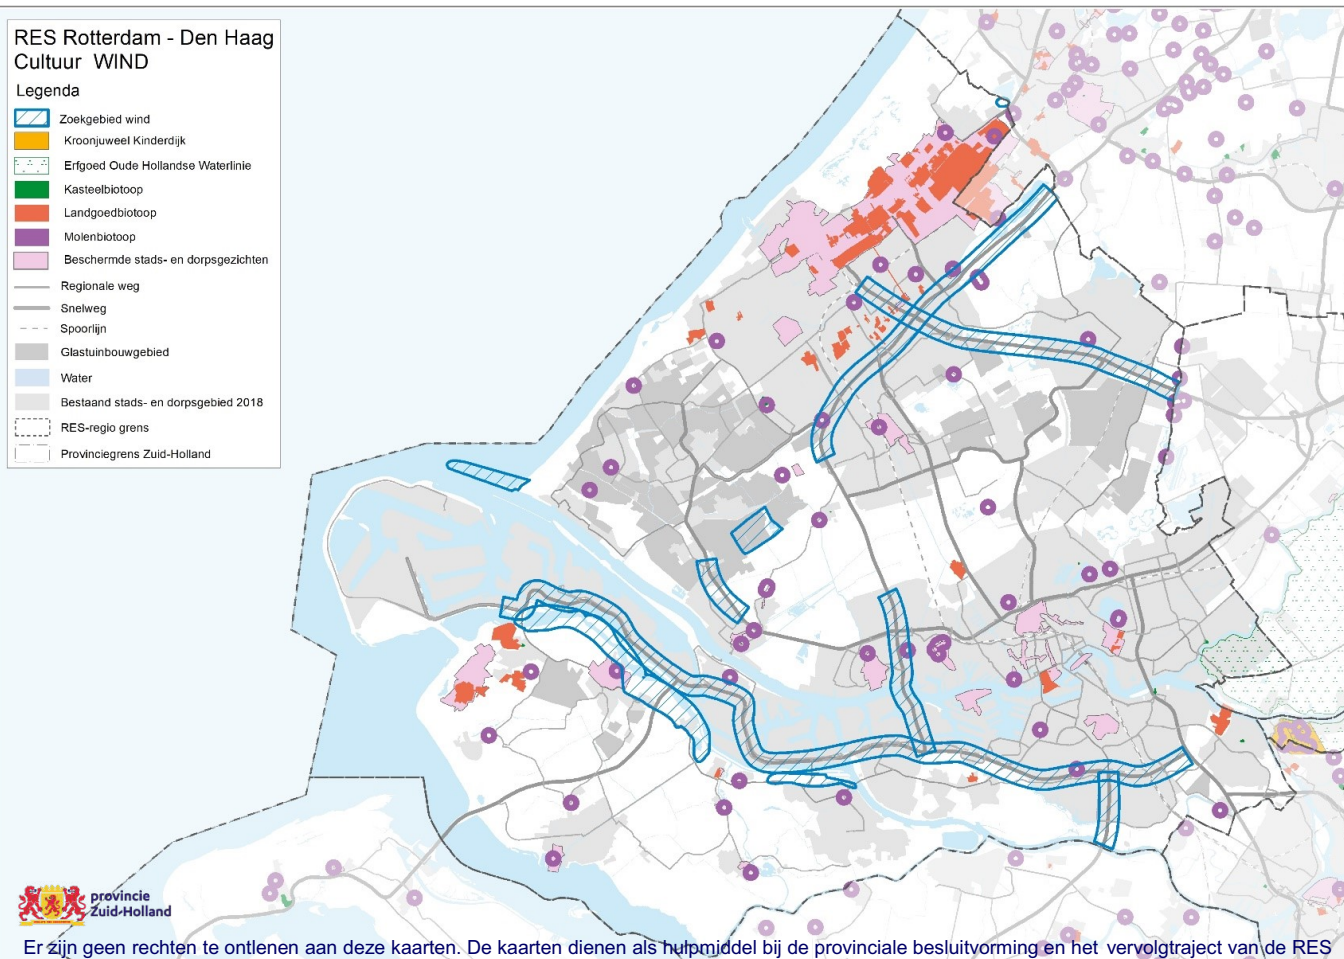 RES Rotterdam - Den Haag
Cultuur WIND
Legenda
Zoekgebied wind
Kroonjuweel Kinderdijk
Erfgoed Oude Hollandse Waterlinie
Kasteelbiotoop
Landgoedbiotoop
Molenbiotoop
Beschermde stads- en dorpsgezichten
Regionale weg
Snelweg
Spoorlijn
Glastuinbouwgebied
Water
Bestaand stads- en dorpsgebied 2018
RES-regio grens
Provinciegrens Zuid-Holland
provincie
Zuid-Holland
Er zijn geen rechten te ontlenen aan deze kaarten. De kaarten dienen als hulpmiddel bij de provinciale besluitvorming en het vervolgtraject van de RES